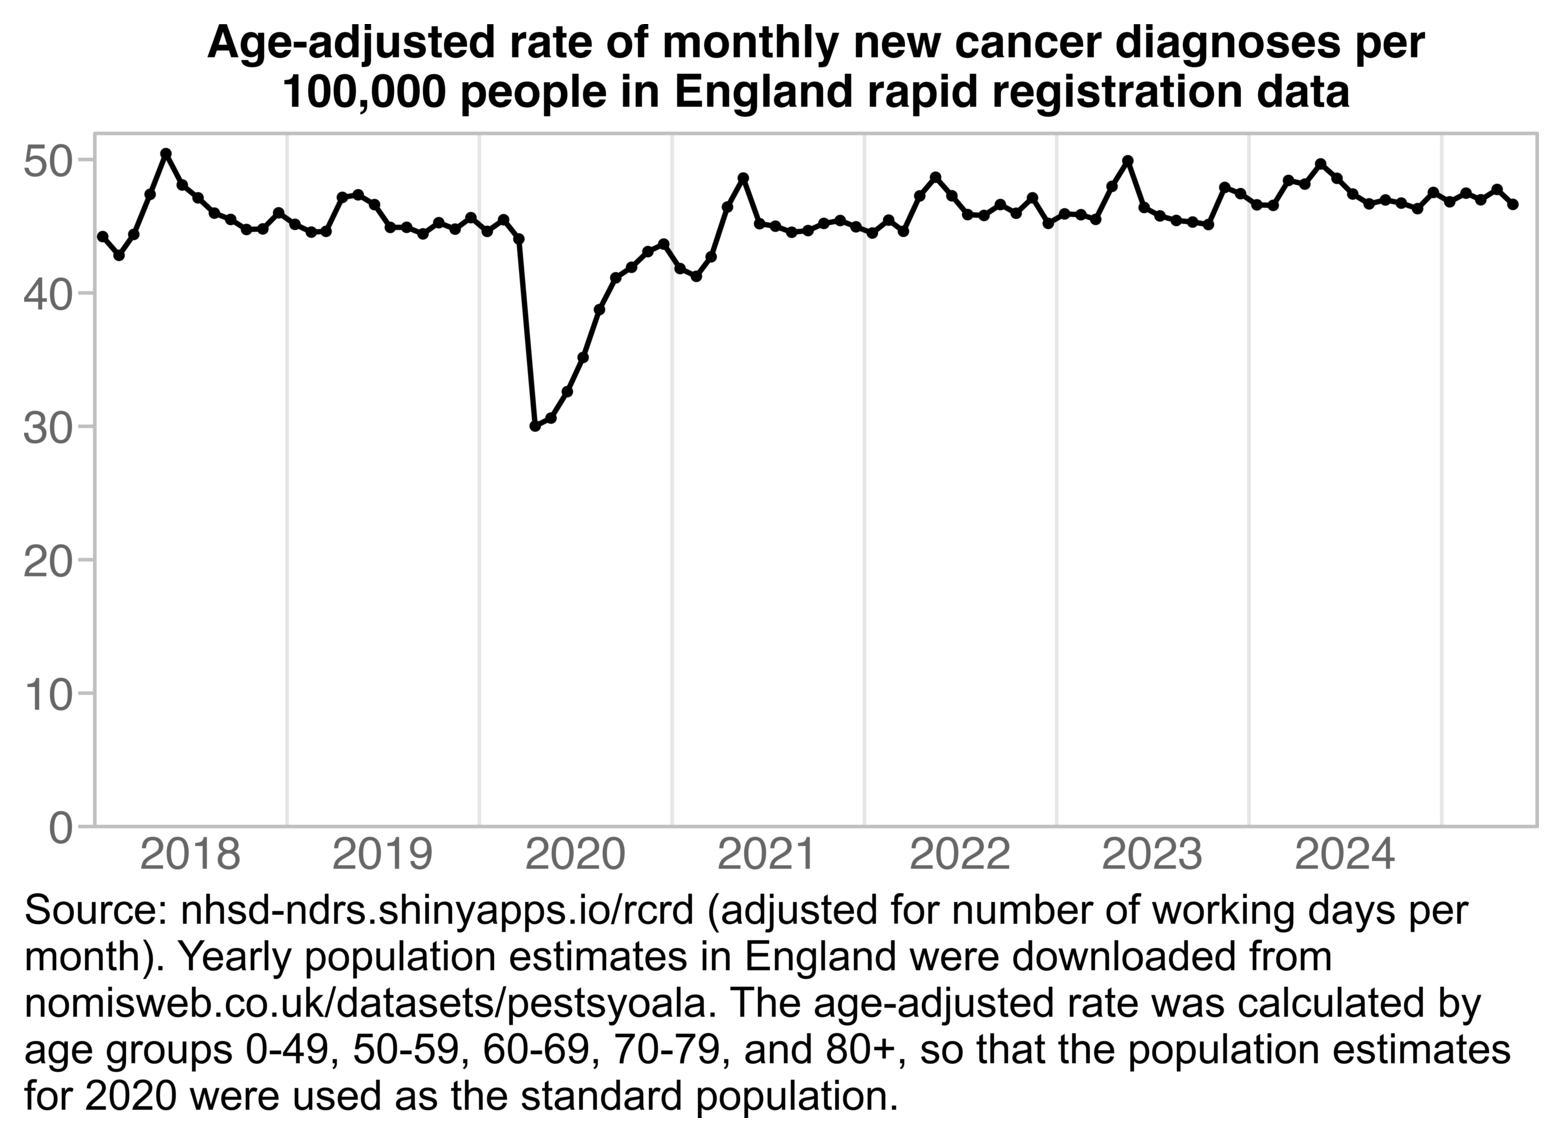 Age-adjusted rate of monthly new cancer diagnoses per
100,000 people in England rapid registration data
50
40
30
20
10
0
2018 2019 2020 2021 2022 2023 2024
Source: nhsd-ndrs.shinyapps.io/rcrd (adjusted for number of working days per
month). Yearly population estimates in England were downloaded from
nomisweb.co.uk/datasets/pestsyoala. The age-adjusted rate was calculated by
age groups 0-49, 50-59, 60-69, 70-79, and 80+, so that the population estimates
for 2020 were used as the standard population.